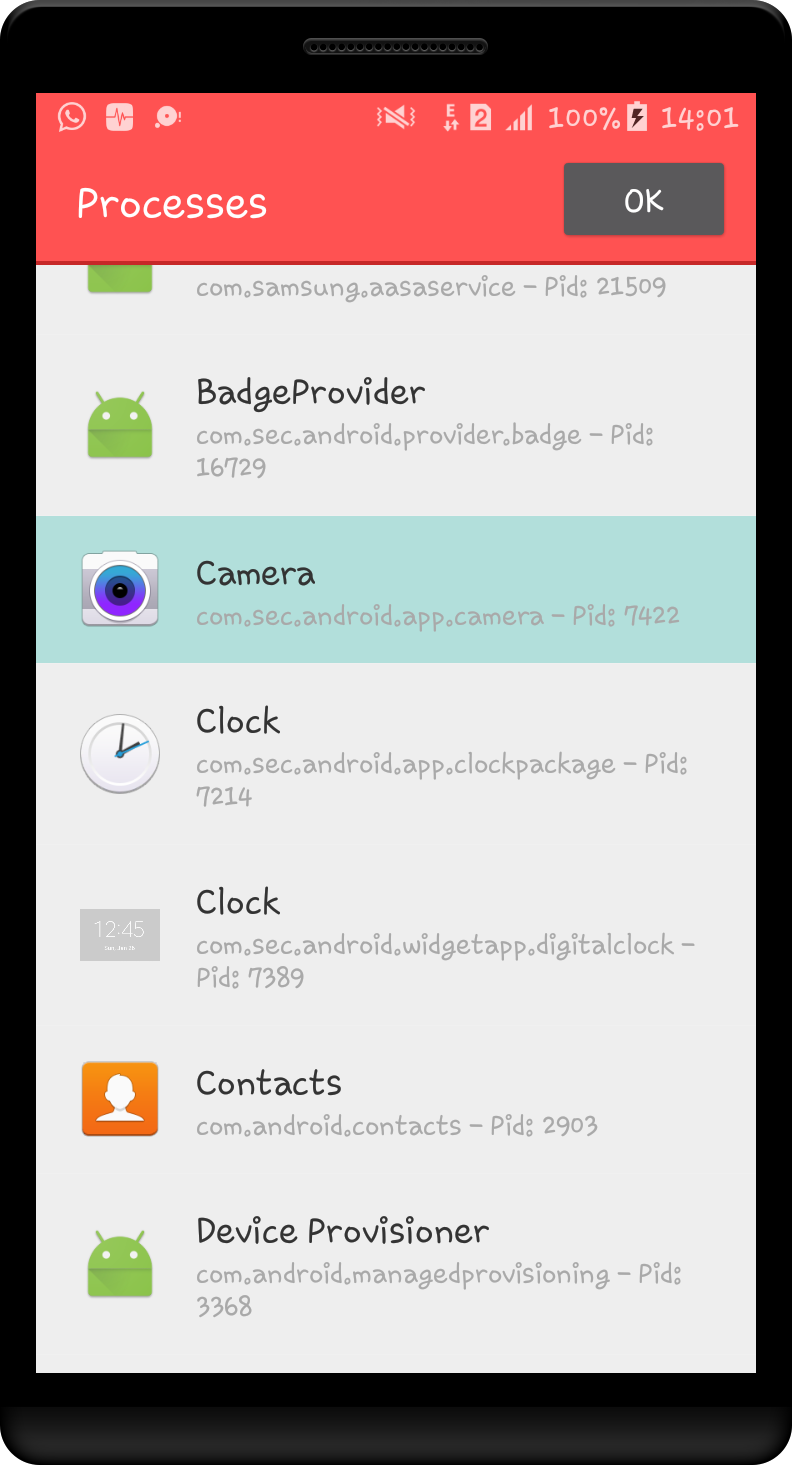 E 2 100% 14:01
Processes
OK
com.samsung.aasaservice - Pid: 21509
BadgeProvider
com.sec.android.provider.badge - Pid:
16729
Camera
com.sec.android.app.camera - Pid: 7422
Clock
com.sec.android.app.clockpackage - Pid:
7214
Clock
12:45
Sun, Jan 26
com.sec.android.widgetapp.digitalclock -
Pid: 7389
Contacts
com.android.contacts - Pid: 2903
Device Provisioner
com.android.managedprovisioning - Pid:
3368